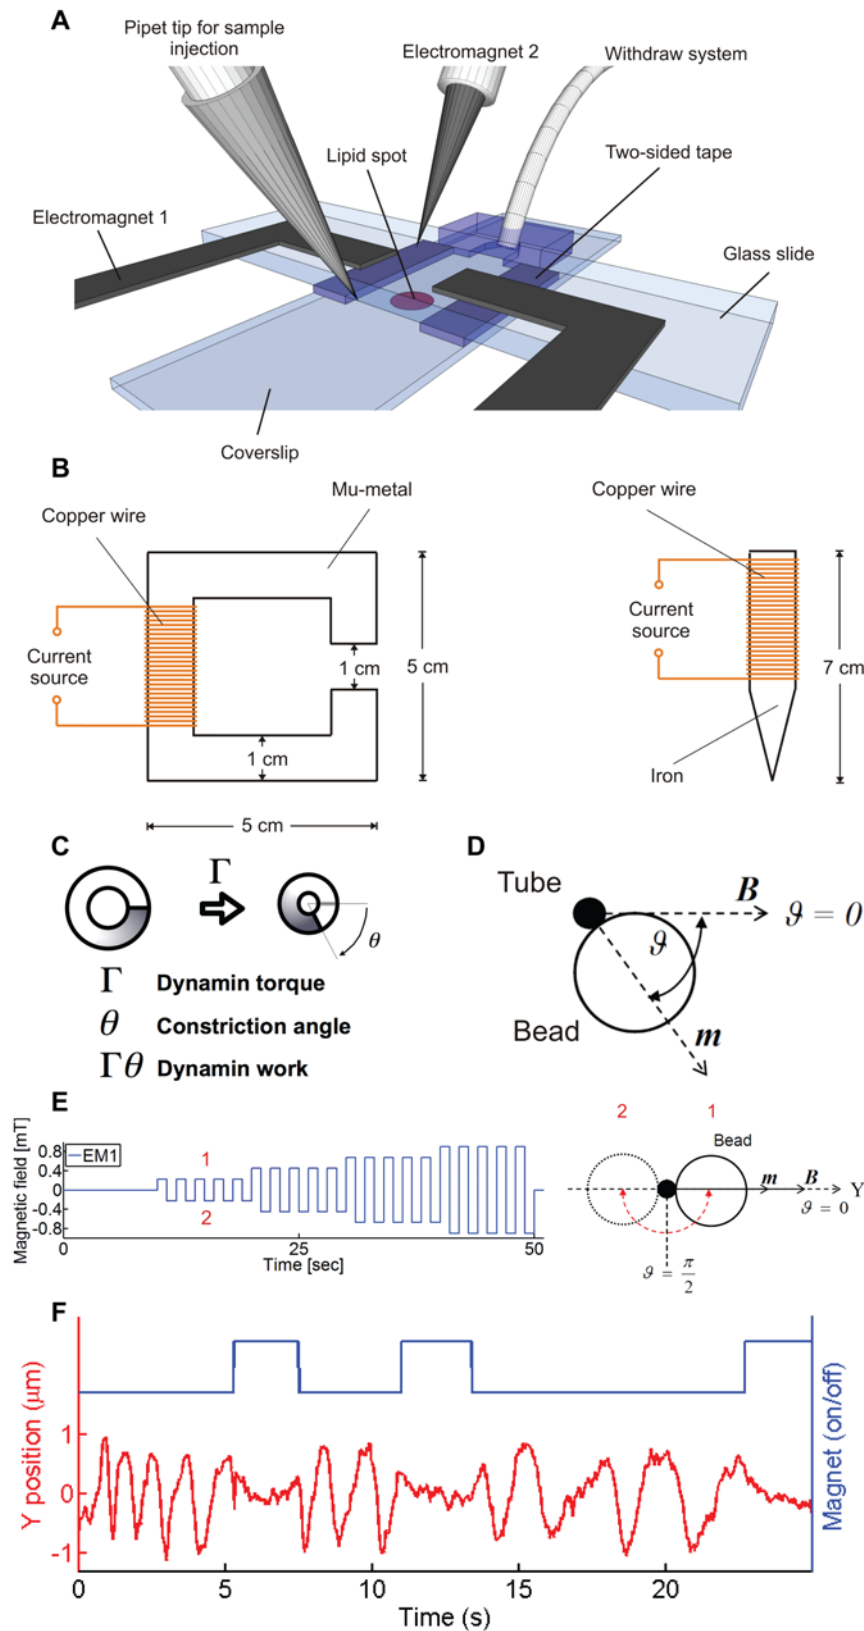 A
Pipet tip for sample
injection
Electromagnet 2
Withdraw system
Lipid spot
Two-sided tape
Electromagnet 1
Glass slide
Coverslip
B
Mu-metal
Copper wire
Copper wire
Current
source
1 cm
5 cm
1 cm
5 cm
Current
source
7 cm
Iron
C
Γ
θ
Γ Dynamin torque
θ Constriction angle
Γθ Dynamin work
D
Tube
B
ϑ = 0
ϑ
Bead
m
E
Magnetic field [mT]
0.8
0.4
0
-0.4
-0.8
EM1
1
2
0 25 50
Time [sec]
2 1
Bead
m B Y
ϑ = 0
ϑ = π/2
F
Y position (μm)
1
0
-1
Magnet (on/off)
0 5 10 15 20
Time (s)